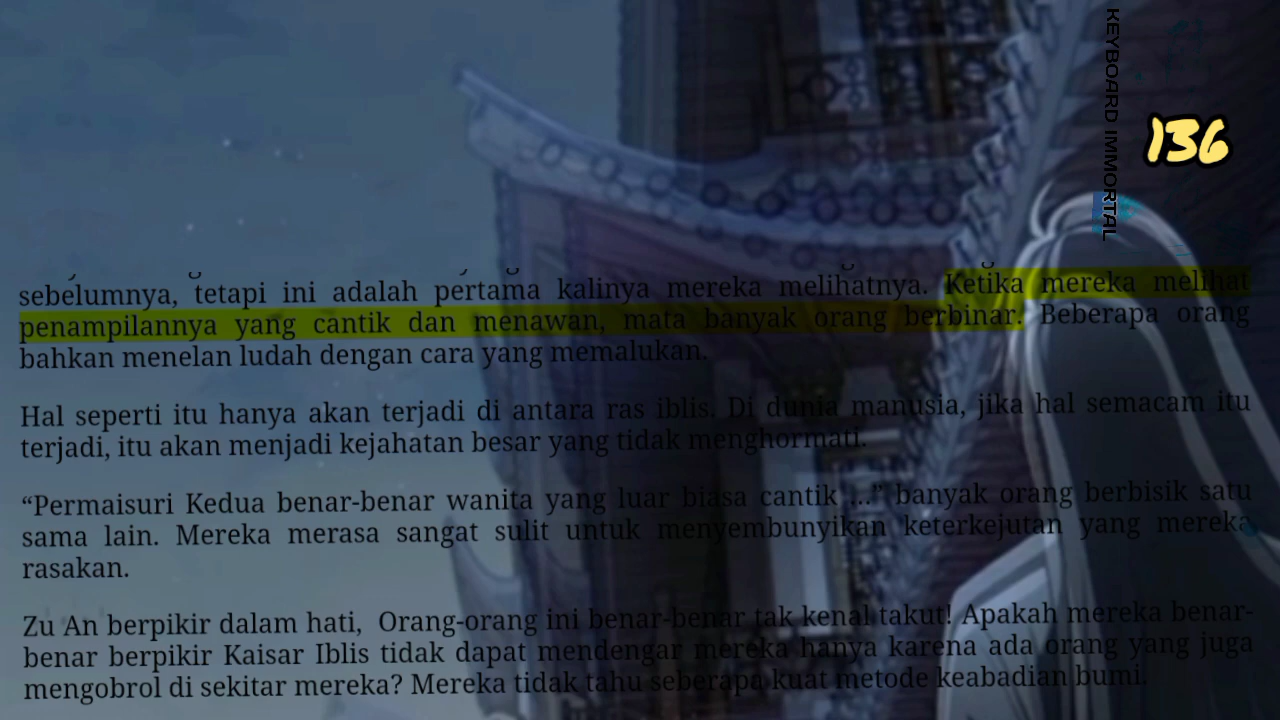 KEYBOARD IMMORTAL
136
sebelumnya, tetapi ini adalah pertama kalinya mereka melihatnya. Ketika mereka melihat
penampilannya yang cantik dan menawan, mata banyak orang berbinar. Beberapa orang
bahkan menelan ludah dengan cara yang memalukan.
Hal seperti itu hanya akan terjadi di antara ras iblis. Di dunia manusia, jika hal semacam itu
terjadi, itu akan menjadi kejahatan besar yang tidak menghormati.
“Permaisuri Kedua benar-benar wanita yang luar biasa cantik ...” banyak orang berbisik satu
sama lain. Mereka merasa sangat sulit untuk menyembunyikan keterkejutan yang mereka
rasakan.
Zu An berpikir dalam hati, Orang-orang ini benar-benar tak kenal takut! Apakah mereka benar-
benar berpikir Kaisar Iblis tidak dapat mendengar mereka hanya karena ada orang yang juga
mengobrol di sekitar mereka? Mereka tidak tahu seberapa kuat metode keabadian bumi.